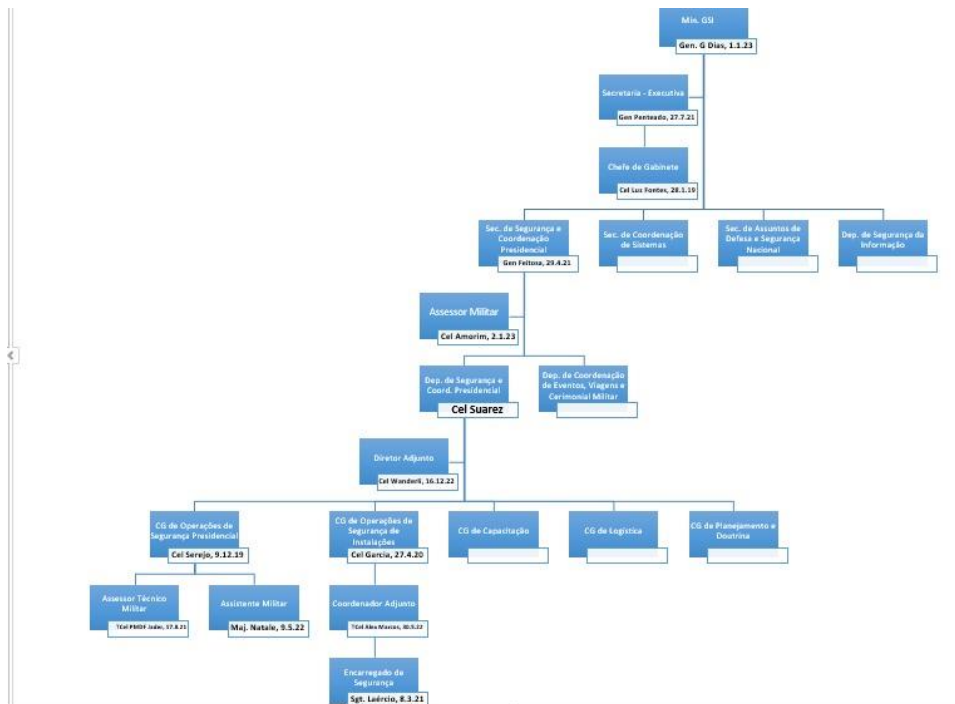 Min. GSI
Gen. G Dias, 1.1.23
Secretaria - Executiva
Gen Penteado, 27.7.21
Chefe de Gabinete
Cel Luz Fontes, 28.1.19
Sec. de Segurança e
Coordenação
Presidencial
Gen Feitosa, 29.4.21
Sec. de Coordenação
de Sistemas
Sec. de Assuntos de
Defesa e Segurança
Nacional
Dep. de Segurança da
Informação
Assessor Militar
Cel Amorim, 2.1.23
Dep. de Segurança e
Coord. Presidencial
Cel Suarez
Dep. de Coordenação
de Eventos, Viagens e
Cerimonial Militar
Diretor Adjunto
Cel Wanderli, 16.12.22
CG de Operações de
Segurança Presidencial
Cel Serejo, 9.12.19
CG de Operações de
Segurança de
Instalações
Cel Garcia, 27.4.20
CG de Capacitação
CG de Logística
CG de Planejamento e
Doutrina
Assessor Técnico
Militar
TCel PMDF
Assistente Militar
Maj. Natale, 9.5.22
Coordenador Adjunto
TCel Alex Marcos,
Encarregado de
Segurança
Sgt. Laércio, 8.3.21